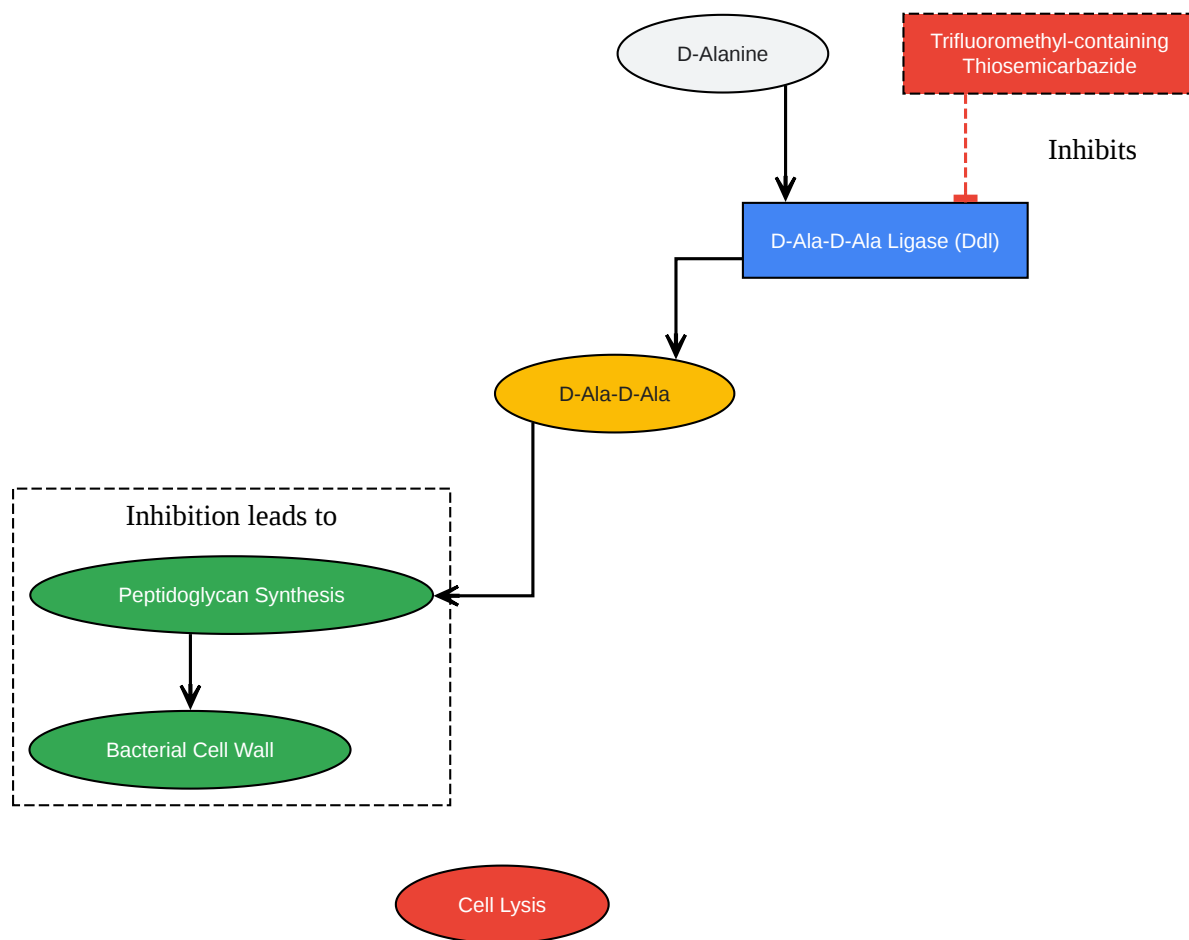 D-Alanine
Trifluoromethyl-containing
Thiosemicarbazide
Inhibits
D-Ala-D-Ala Ligase (Ddl)
D-Ala-D-Ala
Inhibition leads to
Peptidoglycan Synthesis
Bacterial Cell Wall
Cell Lysis